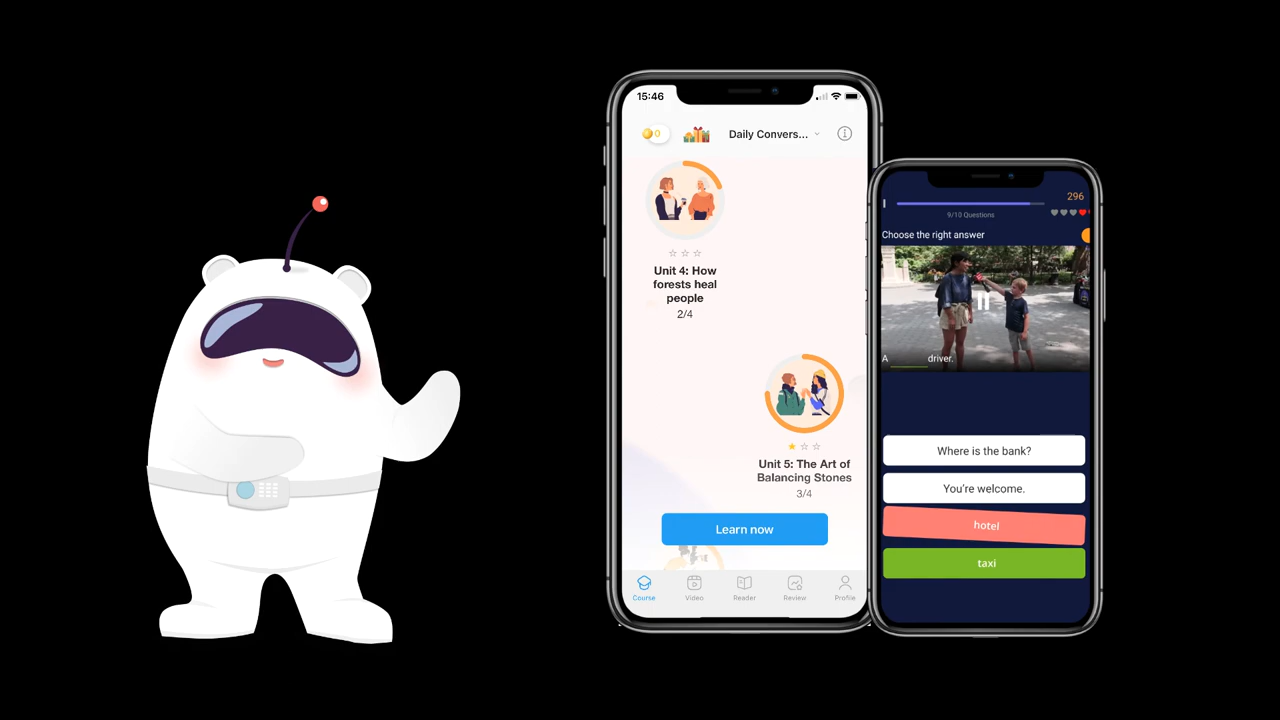 15:46
0
Daily Convers...
Unit 4: How
forests heal
people
2/4
Unit 5: The Art of
Balancing Stones
3/4
Learn now
Course
Video
Reader
Review
Profile
296
9/10 Questions
Choose the right answer
A ______ driver.
Where is the bank?
You're welcome.
hotel
taxi